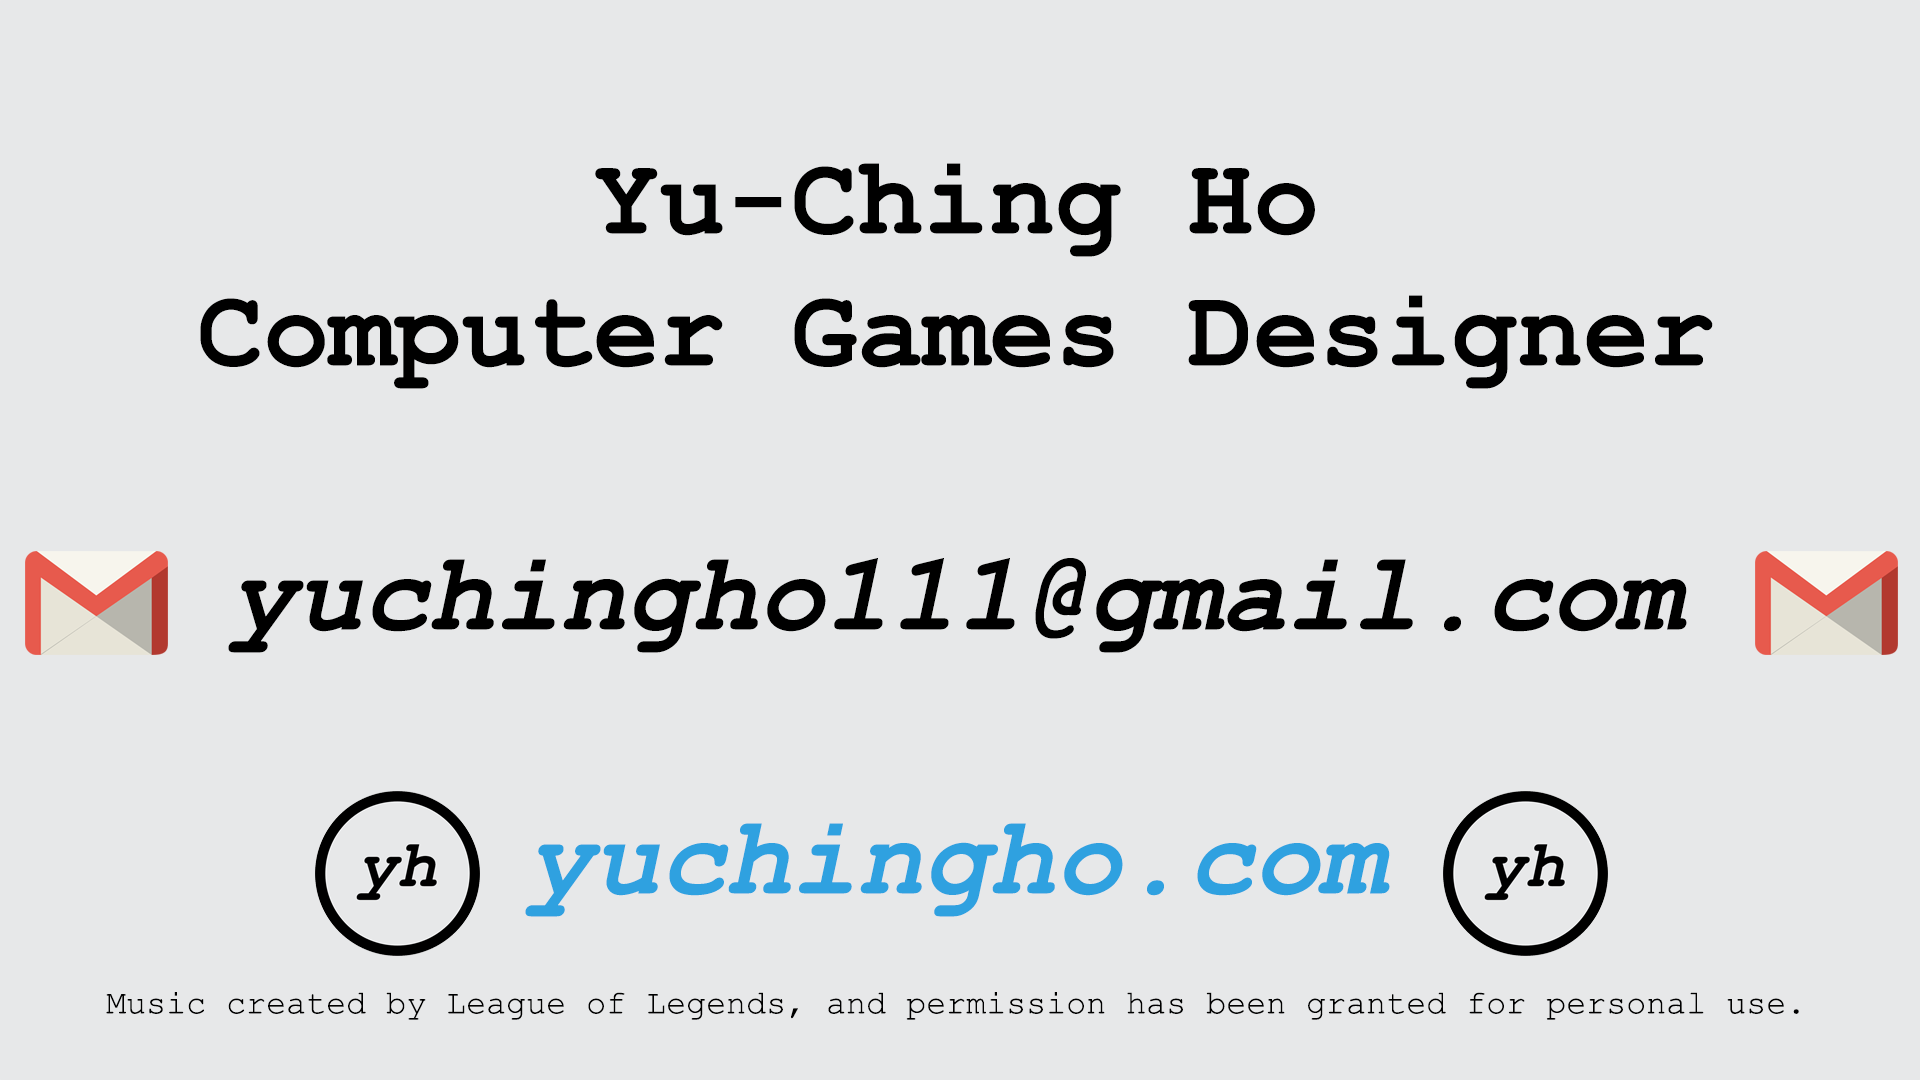 Yu-Ching Ho
Computer Games Designer
yuchingho111@gmail.com
yh yuchingho.com yh
Music created by League of Legends, and permission has been granted for personal use.